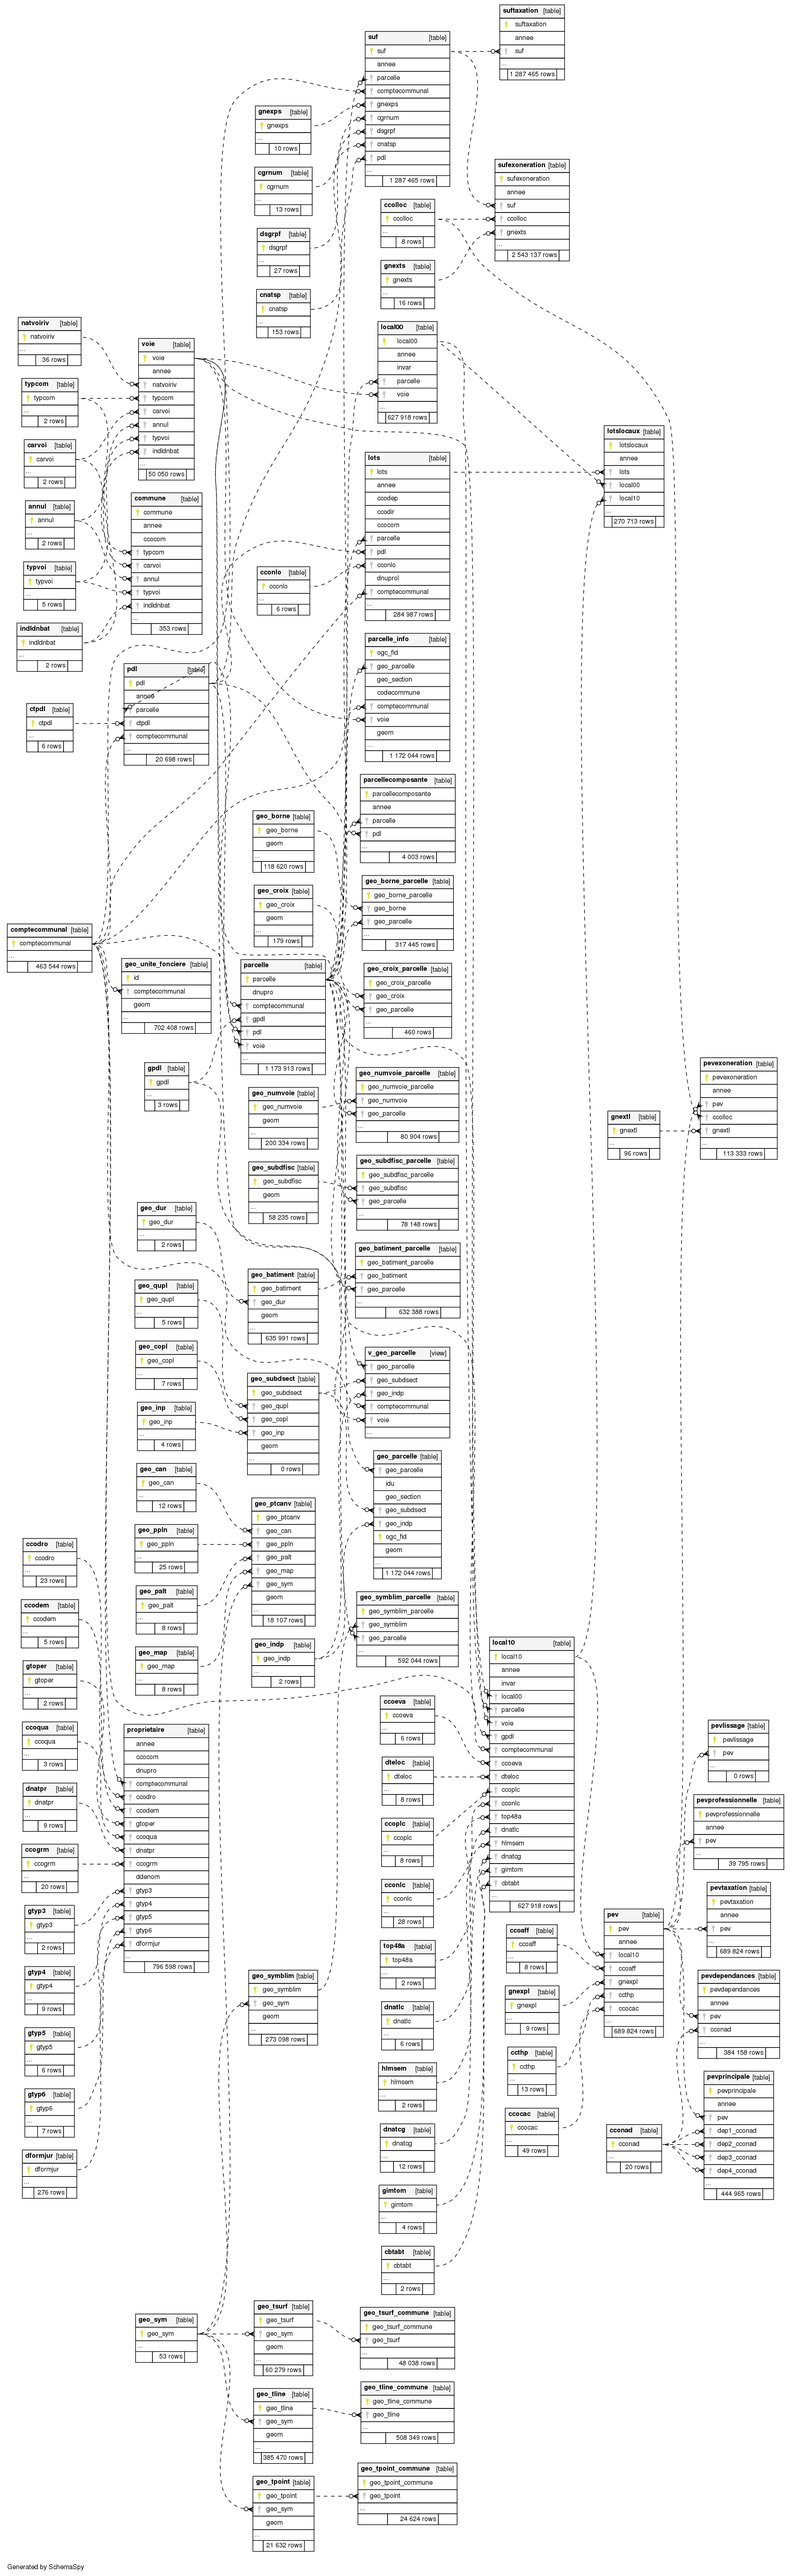 suftaxation [table]
suftaxation
annee
suf
...
1 287 465 rows
suf [table]
suf
annee
parcelle
comptecommunal
gnexps
cgrnum
dsgrpf
cnatsp
pdl
...
1 287 465 rows
gnexps [table]
gnexps
...
10 rows
cgrnum [table]
cgrnum
...
13 rows
sufexoneration [table]
sufexoneration
annee
suf
ccolloc
gnexts
...
2 543 137 rows
ccolloc [table]
ccolloc
...
8 rows
dsgrpf [table]
dsgrpf
...
27 rows
gnexts [table]
gnexts
...
16 rows
cnatsp [table]
cnatsp
...
153 rows
natvoiriv [table]
natvoiriv
...
36 rows
local00 [table]
local00
annee
invar
parcelle
voie
...
627 918 rows
voie [table]
voie
annee
natvoiriv
typcom
carvoi
annul
typvoi
indldnbat
...
50 050 rows
typcom [table]
typcom
...
2 rows
carvoi [table]
carvoi
...
2 rows
lotslocaux [table]
lotslocaux
annee
lots
local00
local10
...
270 713 rows
lots [table]
lots
annee
ccodep
ccodir
ccocom
parcelle
pdl
cconlo
dnuprol
comptecommunal
...
284 987 rows
commune [table]
commune
annee
ccocom
typcom
carvoi
annul
typvoi
indldnbat
...
353 rows
annul [table]
annul
...
2 rows
typvoi [table]
typvoi
...
5 rows
cconlo [table]
cconlo
...
6 rows
indldnbat [table]
indldnbat
...
2 rows
parcelle_info [table]
ogc_fid
geo_parcelle
geo_section
codecommune
comptecommunal
voie
geom
...
1 172 044 rows
pdl [table]
pdl
annee
parcelle
ctpdl
comptecommunal
...
20 698 rows
ctpdl [table]
ctpdl
...
6 rows
parcellecomposante [table]
parcellecomposante
annee
parcelle
pdl
...
4 003 rows
geo_borne [table]
geo_borne
geom
...
118 620 rows
geo_borne_parcelle [table]
geo_borne_parcelle
geo_borne
geo_parcelle
...
317 445 rows
geo_croix [table]
geo_croix
geom
...
179 rows
comptecommunal [table]
comptecommunal
...
463 544 rows
geo_unite_fonciere [table]
id
comptecommunal
geom
...
702 408 rows
parcelle [table]
parcelle
dnupro
comptecommunal
gpdl
pdl
voie
...
1 173 913 rows
geo_croix_parcelle [table]
geo_croix_parcelle
geo_croix
geo_parcelle
...
460 rows
gpdl [table]
gpdl
...
3 rows
geo_numvoie_parcelle [table]
geo_numvoie_parcelle
geo_numvoie
geo_parcelle
...
80 904 rows
geo_numvoie [table]
geo_numvoie
geom
...
200 334 rows
pevexoneration [table]
pevexoneration
annee
pev
ccolloc
gnextl
...
113 333 rows
gnextl [table]
gnextl
...
96 rows
geo_subdfisc [table]
geo_subdfisc
geom
...
58 235 rows
geo_subdfisc_parcelle [table]
geo_subdfisc_parcelle
geo_subdfisc
geo_parcelle
...
78 148 rows
geo_dur [table]
geo_dur
...
2 rows
geo_batiment_parcelle [table]
geo_batiment_parcelle
geo_batiment
geo_parcelle
...
632 388 rows
geo_batiment [table]
geo_batiment
geo_dur
geom
...
635 991 rows
geo_qupl [table]
geo_qupl
...
5 rows
geo_copl [table]
geo_copl
...
7 rows
v_geo_parcelle [view]
geo_parcelle
geo_subdsect
geo_indp
comptecommunal
voie
...
geo_subdsect [table]
geo_subdsect
geo_qupl
geo_copl
geo_inp
geom
...
0 rows
geo_inp [table]
geo_inp
...
4 rows
geo_parcelle [table]
geo_parcelle
idu
geo_section
geo_subdsect
geo_indp
ogc_fid
geom
...
1 172 044 rows
geo_can [table]
geo_can
...
12 rows
geo_ptcanv [table]
geo_ptcanv
geo_can
geo_ppln
geo_palt
geo_map
geo_sym
geom
...
18 107 rows
geo_ppln [table]
geo_ppln
...
25 rows
geo_palt [table]
geo_palt
...
8 rows
geo_map [table]
geo_map
...
8 rows
geo_symblim_parcelle [table]
geo_symblim_parcelle
geo_symblim
geo_parcelle
...
592 044 rows
geo_indp [table]
geo_indp
...
2 rows
ccodro [table]
ccodro
...
23 rows
ccodem [table]
ccodem
...
5 rows
gtoper [table]
gtoper
...
2 rows
ccoqua [table]
ccoqua
...
3 rows
dnatpr [table]
dnatpr
...
9 rows
ccogrm [table]
ccogrm
...
20 rows
gtyp3 [table]
gtyp3
...
2 rows
gtyp4 [table]
gtyp4
...
9 rows
gtyp5 [table]
gtyp5
...
6 rows
gtyp6 [table]
gtyp6
...
7 rows
dformjur [table]
dformjur
...
276 rows
proprietaire [table]
annee
ccocom
dnupro
comptecommunal
ccodro
ccodem
gtoper
ccoqua
dnatpr
ccogrm
ddenom
gtyp3
gtyp4
gtyp5
gtyp6
dformjur
...
796 598 rows
local10 [table]
local10
annee
invar
local00
parcelle
voie
gpdl
comptecommunal
ccoeva
dteloc
ccoplc
cconlc
top48a
dnatlc
hlmsem
dnatcg
gimtom
cbtabt
...
627 918 rows
ccoeva [table]
ccoeva
...
6 rows
dteloc [table]
dteloc
...
8 rows
ccoplc [table]
ccoplc
...
8 rows
cconlc [table]
cconlc
...
28 rows
top48a [table]
top48a
...
2 rows
dnatlc [table]
dnatlc
...
6 rows
hlmsem [table]
hlmsem
...
2 rows
dnatcg [table]
dnatcg
...
12 rows
gimtom [table]
gimtom
...
4 rows
cbtabt [table]
cbtabt
...
2 rows
geo_symblim [table]
geo_symblim
geo_sym
geom
...
273 098 rows
pevlissage [table]
pevlissage
pev
...
0 rows
pevprofessionnelle [table]
pevprofessionnelle
annee
pev
...
39 795 rows
pevtaxation [table]
pevtaxation
annee
pev
...
689 824 rows
pev [table]
pev
annee
local10
ccoaff
gnexpl
ccthp
ccocac
...
689 824 rows
ccoaff [table]
ccoaff
...
8 rows
gnexpl [table]
gnexpl
...
9 rows
ccthp [table]
ccthp
...
13 rows
ccocac [table]
ccocac
...
49 rows
pevdependances [table]
pevdependances
annee
pev
cconad
...
384 158 rows
pevprincipale [table]
pevprincipale
annee
pev
dep1_cconad
dep2_cconad
dep3_cconad
dep4_cconad
...
444 965 rows
cconad [table]
cconad
...
20 rows
geo_sym [table]
geo_sym
...
53 rows
geo_tsurf [table]
geo_tsurf
geo_sym
geom
...
60 279 rows
geo_tsurf_commune [table]
geo_tsurf_commune
geo_tsurf
...
48 038 rows
geo_tline [table]
geo_tline
geo_sym
geom
...
385 470 rows
geo_tline_commune [table]
geo_tline_commune
geo_tline
...
508 349 rows
geo_tpoint [table]
geo_tpoint
geo_sym
geom
...
21 632 rows
geo_tpoint_commune [table]
geo_tpoint_commune
geo_tpoint
...
24 624 rows
Generated by SchemaSpy